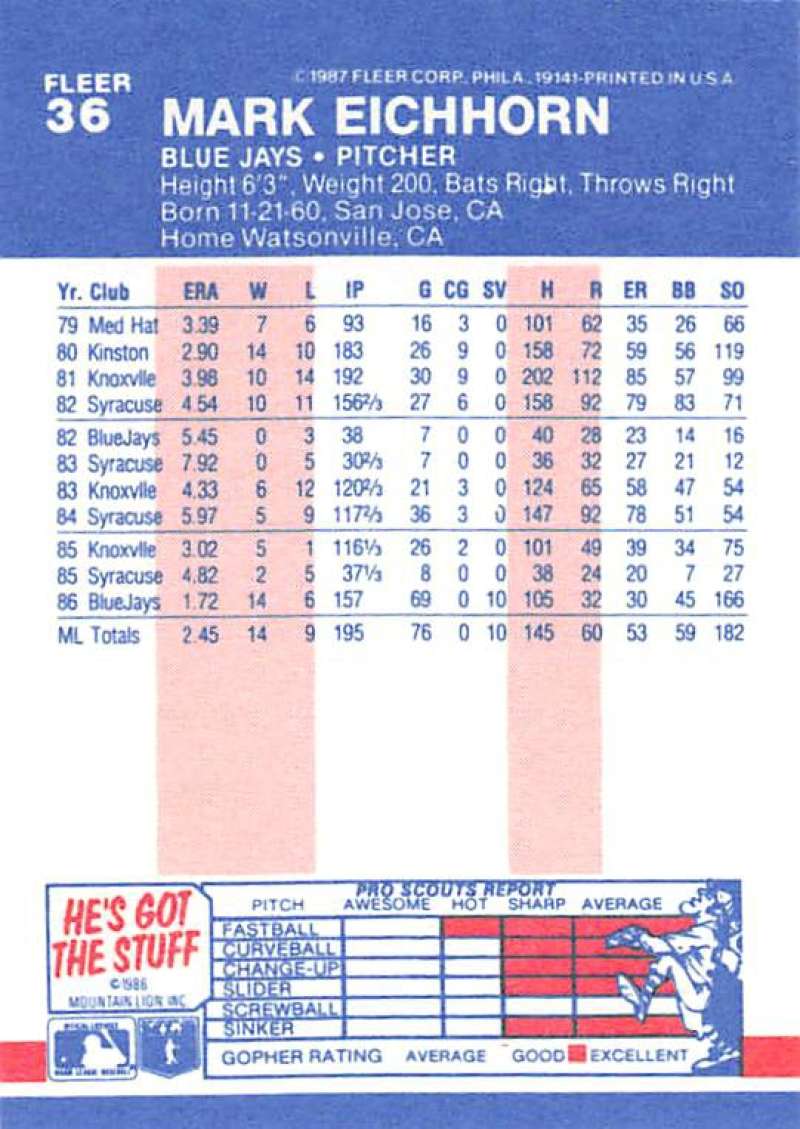 FLEER
36
© 1987 FLEER CORP. PHILA. 19141-PRINTED IN U S A
MARK EICHHORN
BLUE JAYS • PITCHER
Height 6'3", Weight 200, Bats Right, Throws Right
Born 11-21-60, San Jose, CA
Home Watsonville, CA
Yr. Club ERA W L IP G CG SV H R ER BB SO
79 Med Hat 3.39 7 6 93 16 3 0 101 62 35 26 66
80 Kinston 2.90 14 10 183 26 9 0 158 72 59 56 119
81 Knoxvlle 3.98 10 14 192 30 9 0 202 112 85 57 99
82 Syracuse 4.54 10 11 156⅔ 27 6 0 158 92 79 83 71
82 BlueJays 5.45 0 3 38 7 0 0 40 28 23 14 16
83 Syracuse 7.92 0 5 30⅔ 7 0 0 36 32 27 21 12
83 Knoxvlle 4.33 6 12 120⅔ 21 3 0 124 65 58 47 54
84 Syracuse 5.97 5 9 117⅔ 36 3 0 147 92 78 51 54
85 Knoxvlle 3.02 5 1 116⅓ 26 2 0 101 49 39 34 75
85 Syracuse 4.82 2 5 37⅓ 8 0 0 38 24 20 7 27
86 BlueJays 1.72 14 6 157 69 0 10 105 32 30 45 166
ML Totals 2.45 14 9 195 76 0 10 145 60 53 59 182
HE'S GOT
THE STUFF
©1986
MOUNTAIN LION INC
PRO SCOUTS REPORT
PITCH AWESOME HOT SHARP AVERAGE
FASTBALL
CURVEBALL
CHANGE-UP
SLIDER
SCREWBALL
SINKER
GOPHER RATING AVERAGE GOOD EXCELLENT